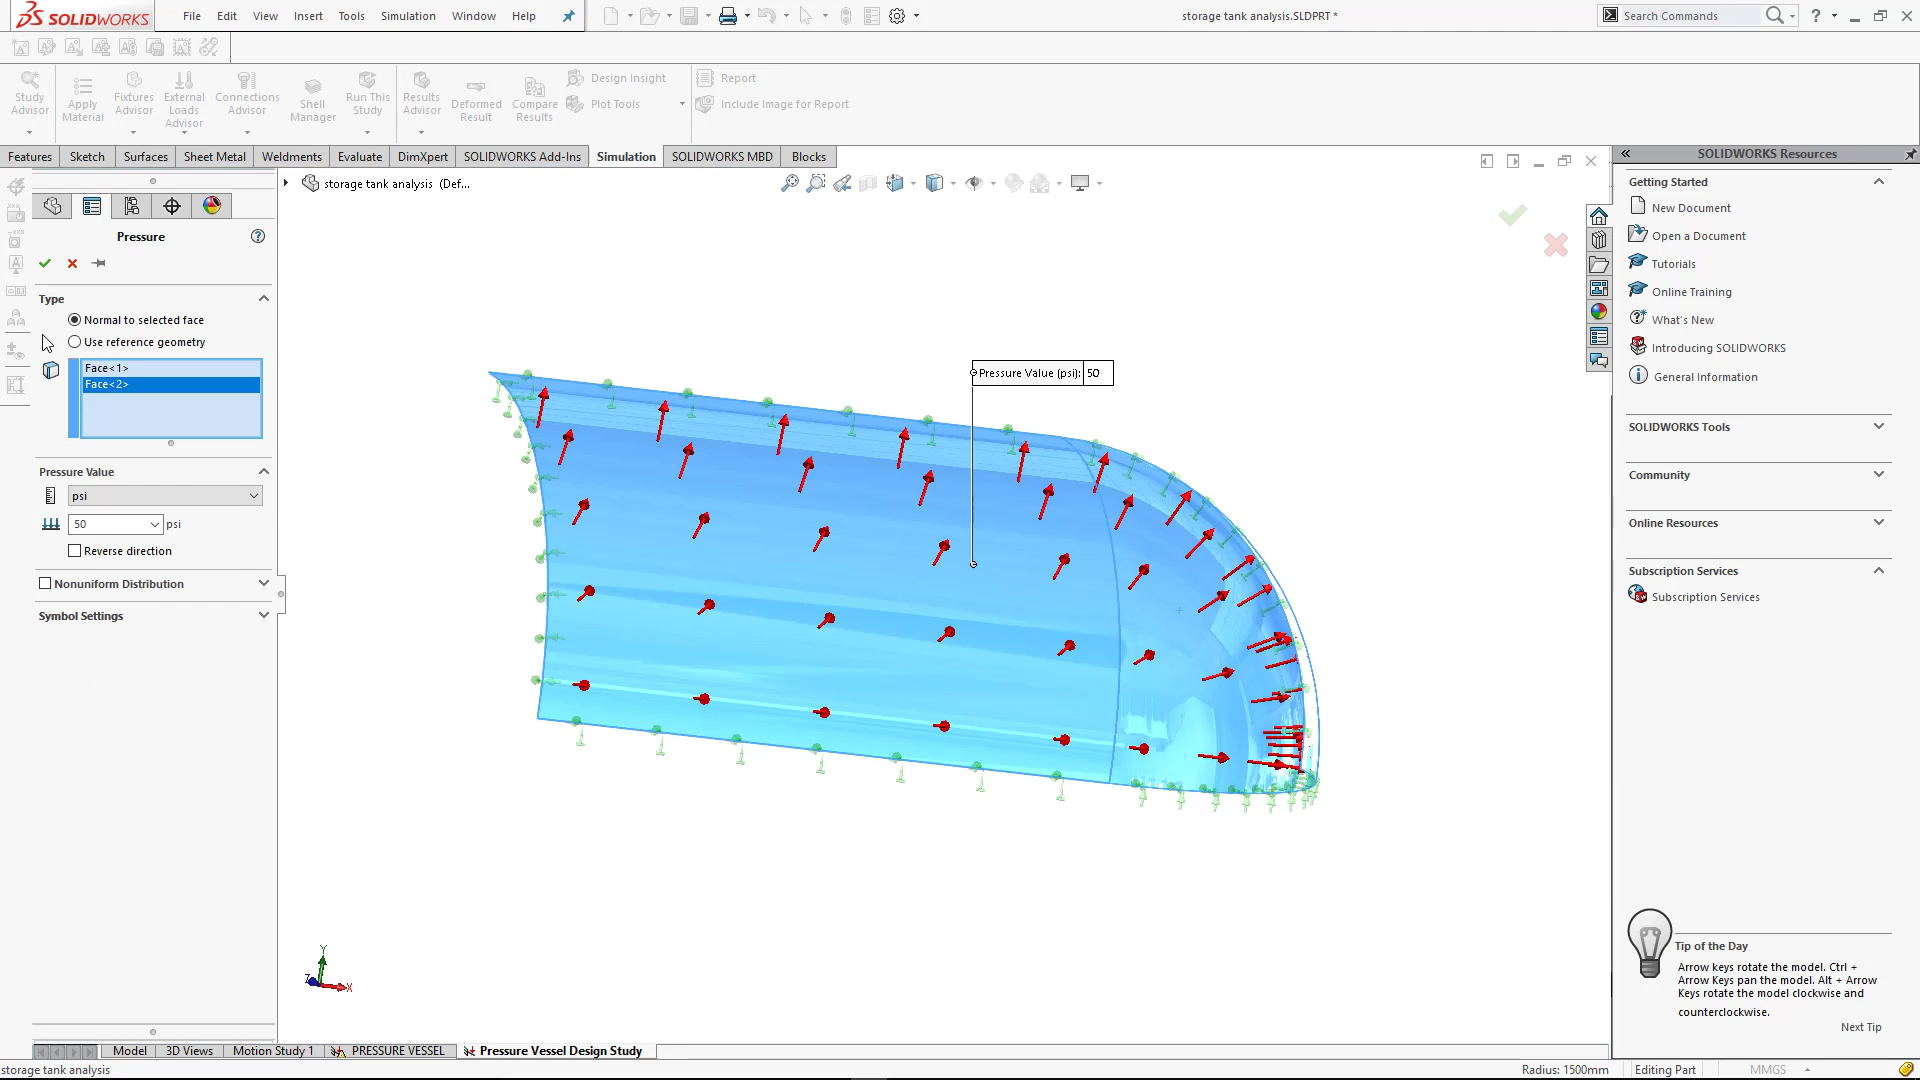 SOLIDWORKS
File Edit View Insert Tools Simulation Window Help
storage tank analysis.SLDPRT *
Search Commands
Study Advisor
Apply Material
Fixtures Advisor
External Loads Advisor
Connections Advisor
Shell Manager
Run This Study
Results Advisor
Deformed Result
Compare Results
Design Insight
Plot Tools
Report
Include Image for Report
Features Sketch Surfaces Sheet Metal Weldments Evaluate DimXpert SOLIDWORKS Add-Ins Simulation SOLIDWORKS MBD Blocks
storage tank analysis (Def...
Pressure
Type
Normal to selected face
Use reference geometry
Face<1>
Face<2>
Pressure Value
psi
50 psi
Reverse direction
Nonuniform Distribution
Symbol Settings
Pressure Value (psi): 50
Y
Z
X
SOLIDWORKS Resources
Getting Started
New Document
Open a Document
Tutorials
Online Training
What's New
Introducing SOLIDWORKS
General Information
SOLIDWORKS Tools
Community
Online Resources
Subscription Services
Subscription Services
Tip of the Day
Arrow keys rotate the model. Ctrl +
Arrow Keys pan the model. Alt + Arrow
Keys rotate the model clockwise and
counterclockwise.
Next Tip
Model 3D Views Motion Study 1 PRESSURE VESSEL Pressure Vessel Design Study
storage tank analysis
Radius: 1500mm Editing Part MMGS